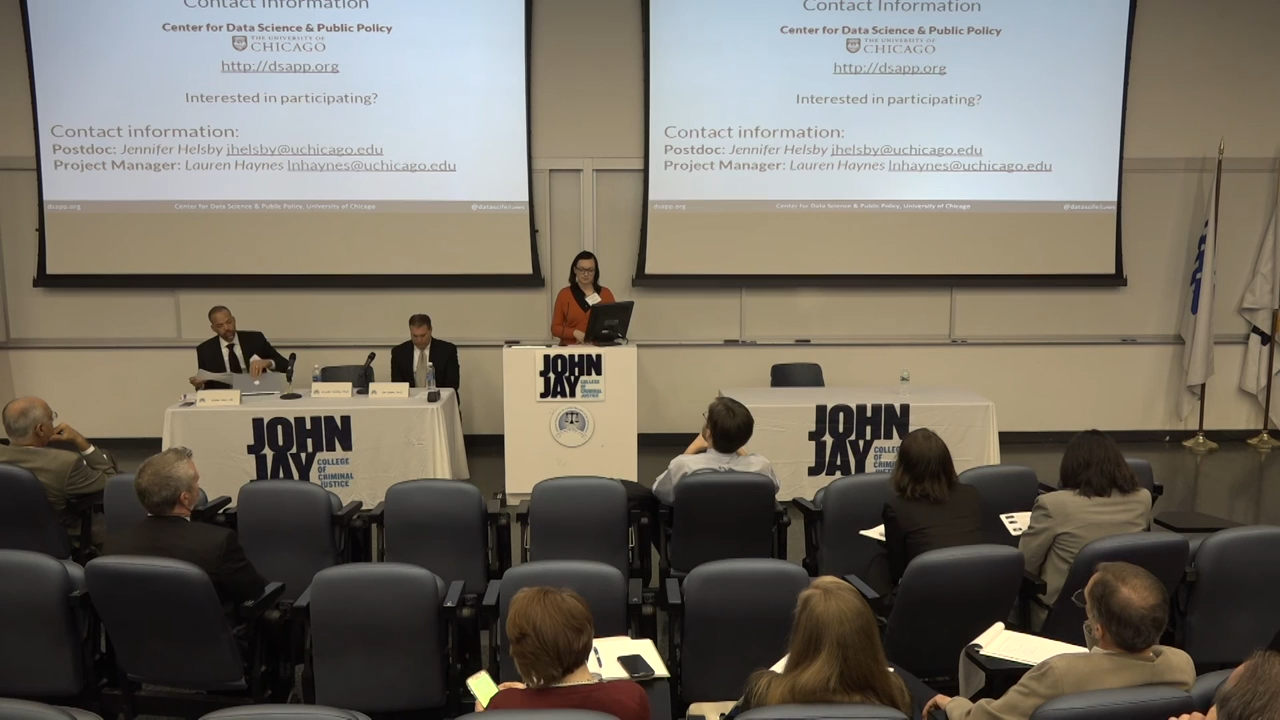 Contact Information
Center for Data Science & Public Policy
THE UNIVERSITY OF
CHICAGO
http://dsapp.org
Interested in participating?
Contact information:
Postdoc: Jennifer Helsby jhelsby@uchicago.edu
Project Manager: Lauren Haynes lnhaynes@uchicago.edu
dsapp.org
Center for Data Science & Public Policy, University of Chicago
Contact Information
Center for Data Science & Public Policy
THE UNIVERSITY OF
CHICAGO
http://dsapp.org
Interested in participating?
Contact information:
Postdoc: Jennifer Helsby jhelsby@uchicago.edu
Project Manager: Lauren Haynes lnhaynes@uchicago.edu
dsapp.org
Center for Data Science & Public Policy, University of Chicago
JOHN
JAY
COLLEGE
OF
CRIMINAL
JUSTICE
JOHN
JAY
COLLEGE
OF
CRIMINAL
JUSTICE
JOHN
JAY
COLLEGE
OF
CRIMINAL